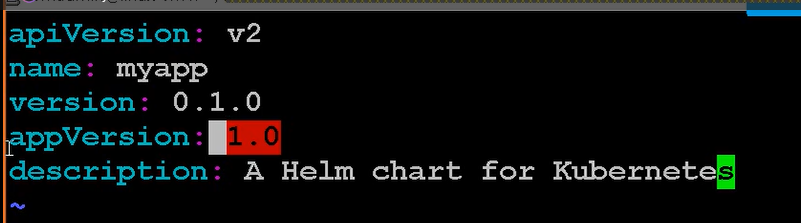 apiVersion: v2
name: myapp
version: 0.1.0
appVersion: 1.0
description: A Helm chart for Kubernetes
~